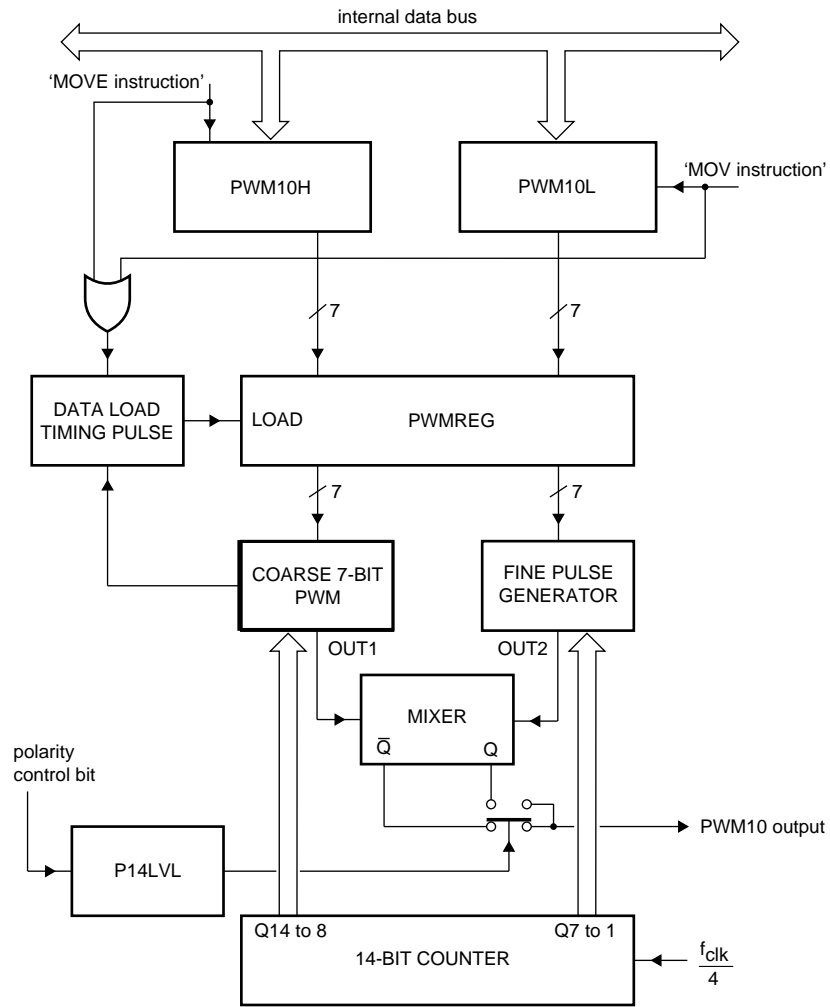 internal data bus
‘MOVE instruction’
PWM10H
PWM10L
‘MOV instruction’
7
7
DATA LOAD
TIMING PULSE
LOAD
PWMREG
7
7
COARSE 7-BIT
PWM
FINE PULSE
GENERATOR
OUT1
OUT2
MIXER
Q̅
Q
polarity
control bit
PWM10 output
P14LVL
Q14 to 8
Q7 to 1
14-BIT COUNTER
fclk
4